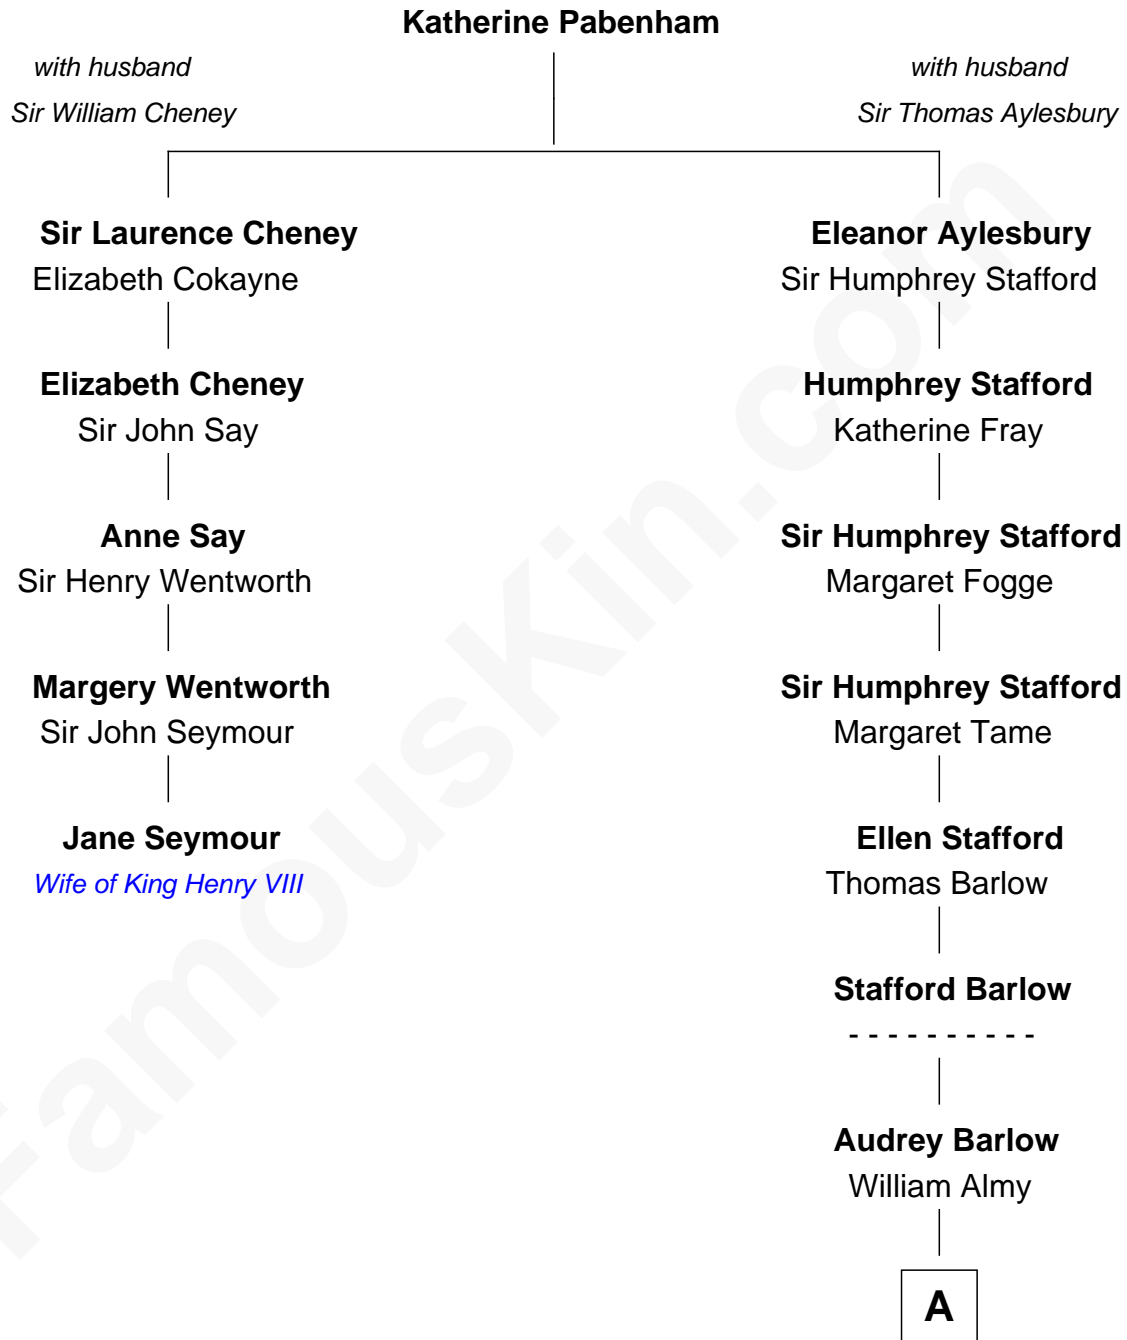 Katherine Pabenham
with husband
Sir William Cheney
with husband
Sir Thomas Aylesbury
Sir Laurence Cheney
Elizabeth Cokayne
Eleanor Aylesbury
Sir Humphrey Stafford
Elizabeth Cheney
Sir John Say
Humphrey Stafford
Katherine Fray
Anne Say
Sir Henry Wentworth
Sir Humphrey Stafford
Margaret Fogge
Margery Wentworth
Sir John Seymour
Sir Humphrey Stafford
Margaret Tame
Jane Seymour
Wife of King Henry VIII
Ellen Stafford
Thomas Barlow
Stafford Barlow
- - - - - - - - - -
Audrey Barlow
William Almy
A
FamousKin.com